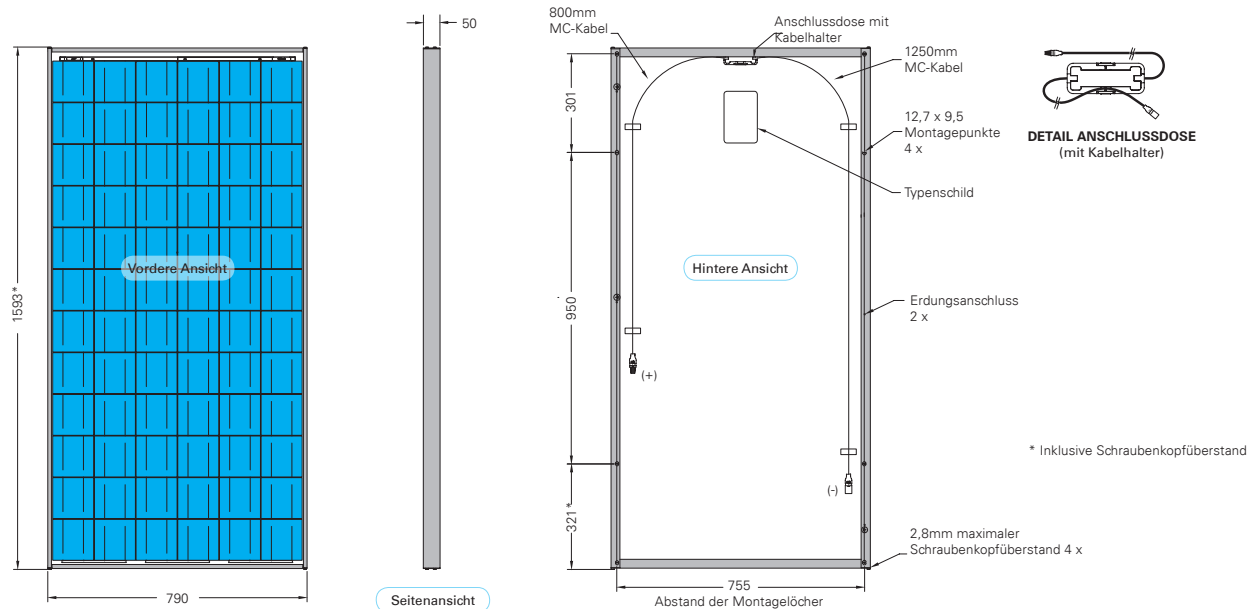 1593*
Vordere Ansicht
790
50
Seitenansicht
800mm
MC-Kabel
Anschlussdose mit
Kabelhalter
1250mm
MC-Kabel
301
12,7 x 9,5
Montagepunkte
4 x
Typenschild
950
Hintere Ansicht
Erdungsanschluss
2 x
(+)
(-)
321*
2,8mm maximaler
Schraubenkopfüberstand 4 x
755
Abstand der Montagelöcher
DETAIL ANSCHLUSSDOSE
(mit Kabelhalter)
* Inklusive Schraubenkopfüberstand